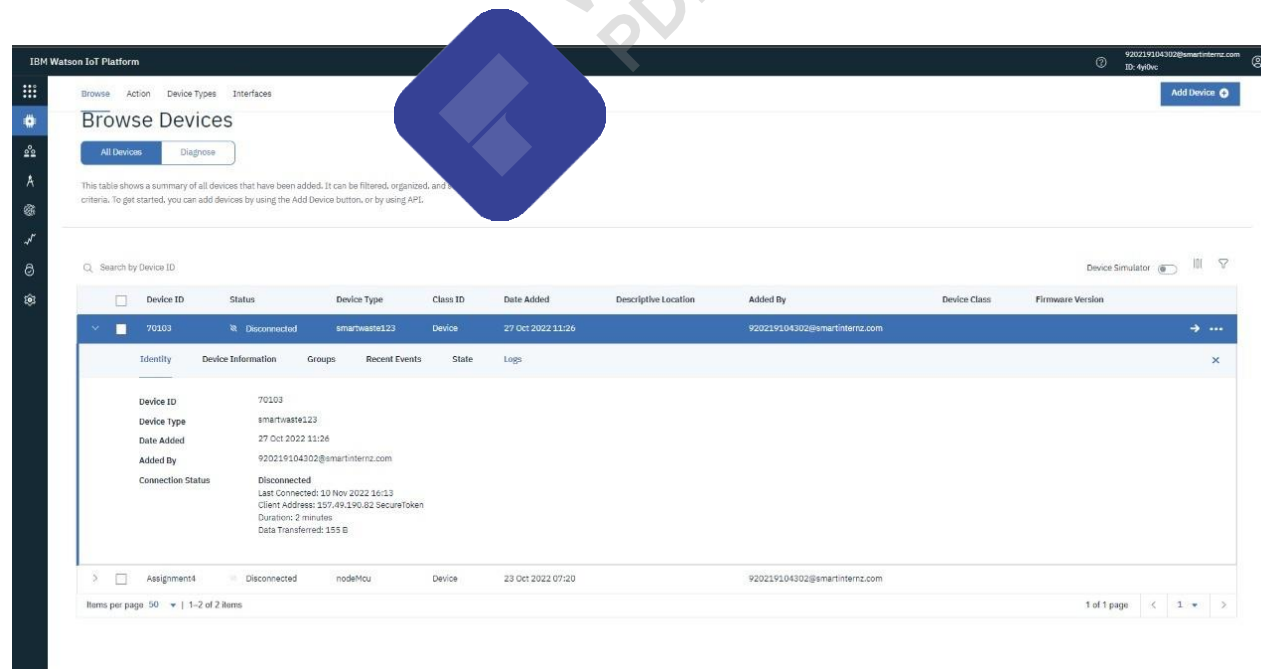 PD
IBM Watson IoT Platform
920219104302@smartinternz.com
ID: 4yi0vc
Browse Action Device Types Interfaces
Add Device
Browse Devices
All Devices Diagnose
This table shows a summary of all devices that have been added. It can be filtered, organized, and
criteria. To get started, you can add devices by using the Add Device button, or by using API.
Search by Device ID
Device Simulator
Device ID Status Device Type Class ID Date Added Descriptive Location Added By Device Class Firmware Version
70103 Disconnected smartwaste123 Device 27 Oct 2022 11:26 920219104302@smartinternz.com
Identity Device Information Groups Recent Events State Logs
Device ID 70103
Device Type smartwaste123
Date Added 27 Oct 2022 11:26
Added By 920219104302@smartinternz.com
Connection Status Disconnected
Last Connected: 10 Nov 2022 16:13
Client Address: 157.49.190.82 SecureToken
Duration: 2 minutes
Data Transferred: 155 B
Assignment4 Disconnected nodeMcu Device 23 Oct 2022 07:20 920219104302@smartinternz.com
Items per page 50 | 1–2 of 2 items
1 of 1 page 1